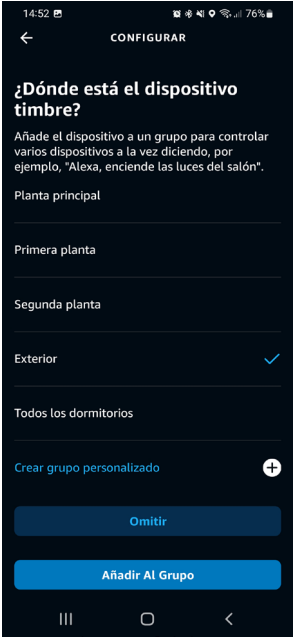 14:52 76%
CONFIGURAR
¿Dónde está el dispositivo
timbre?
Añade el dispositivo a un grupo para controlar
varios dispositivos a la vez diciendo, por
ejemplo, "Alexa, enciende las luces del salón".
Planta principal
Primera planta
Segunda planta
Exterior
Todos los dormitorios
Crear grupo personalizado
Omitir
Añadir Al Grupo